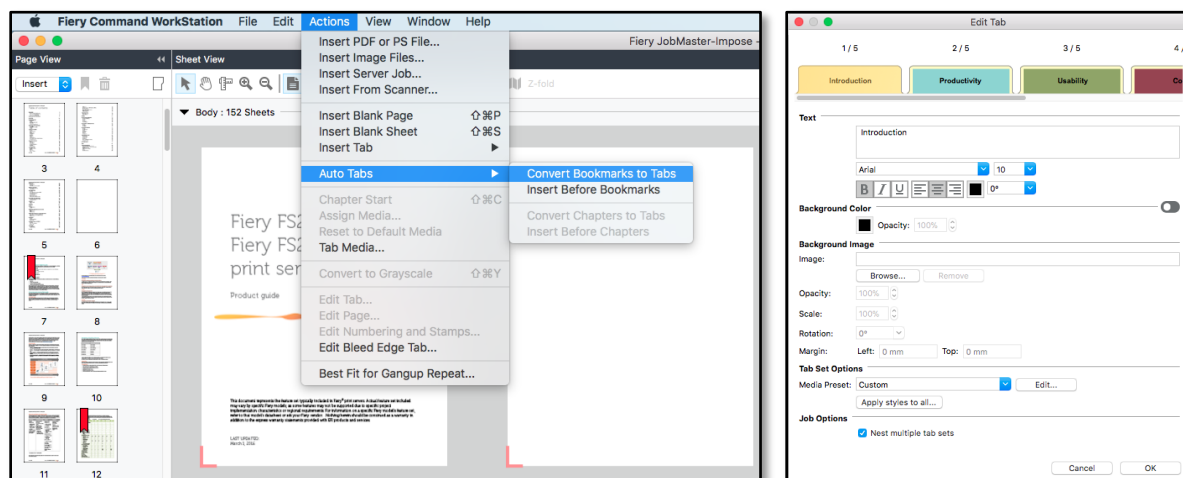 Fiery Command WorkStation File Edit Actions View Window Help
Fiery JobMaster-Impose -
Page View
Sheet View
Insert
Z-fold
Body : 152 Sheets
3 4
5 6
7 8
9 10
11 12
Insert PDF or PS File...
Insert Image Files...
Insert Server Job...
Insert From Scanner...
Insert Blank Page ⇧⌘P
Insert Blank Sheet ⇧⌘S
Insert Tab
Auto Tabs
Chapter Start ⇧⌘C
Assign Media...
Reset to Default Media
Tab Media...
Convert to Grayscale ⇧⌘Y
Edit Tab...
Edit Page...
Edit Numbering and Stamps...
Edit Bleed Edge Tab...
Best Fit for Gangup Repeat...
Convert Bookmarks to Tabs
Insert Before Bookmarks
Convert Chapters to Tabs
Insert Before Chapters
Fiery FS2
Fiery FS2
print ser
Product guide
LAST UPDATED:
March 2, 2016
Edit Tab
1/5 2/5 3/5 4/
Introduction Productivity Usability Co
Text
Introduction
Arial 10
B I U 0°
Background Color
Opacity: 100%
Background Image
Image:
Browse... Remove
Opacity: 100%
Scale: 100%
Rotation: 0°
Margin: Left: 0 mm Top: 0 mm
Tab Set Options
Media Preset: Custom Edit...
Apply styles to all...
Job Options
Nest multiple tab sets
Cancel OK